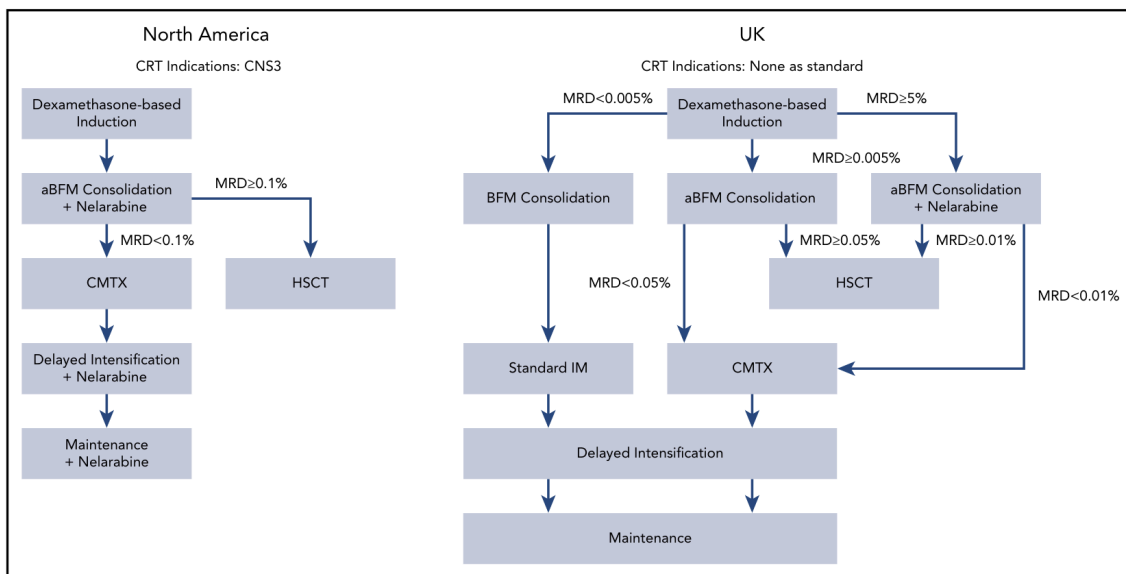 North America
CRT Indications: CNS3
Dexamethasone-based
Induction
aBFM Consolidation
+ Nelarabine
MRD≥0.1%
MRD<0.1%
CMTX
HSCT
Delayed Intensification
+ Nelarabine
Maintenance
+ Nelarabine
UK
CRT Indications: None as standard
MRD<0.005%
Dexamethasone-based
Induction
MRD≥5%
MRD≥0.005%
BFM Consolidation
aBFM Consolidation
aBFM Consolidation
+ Nelarabine
MRD≥0.05%
MRD≥0.01%
MRD<0.05%
HSCT
MRD<0.01%
Standard IM
CMTX
Delayed Intensification
Maintenance